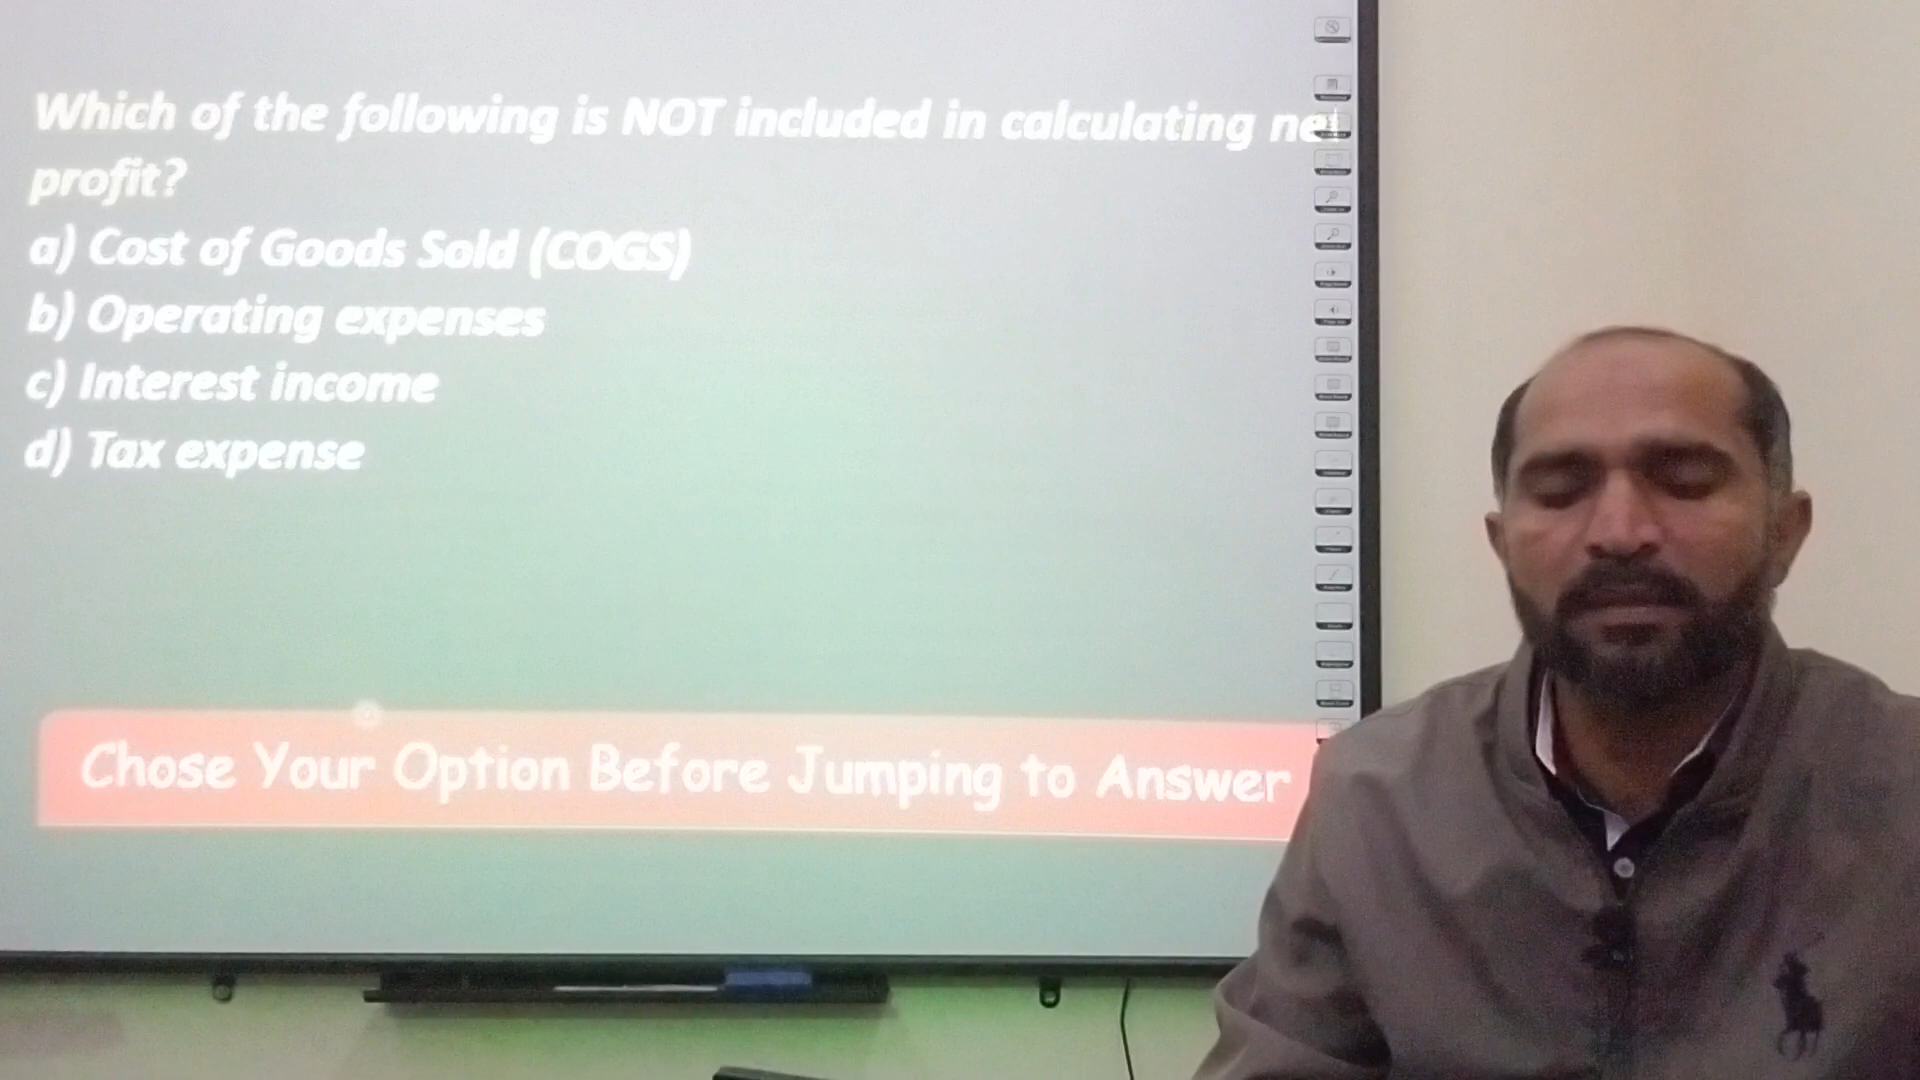 Which of the following is NOT included in calculating net
profit?
a) Cost of Goods Sold (COGS)
b) Operating expenses
c) Interest income
d) Tax expense
Chose Your Option Before Jumping to Answer